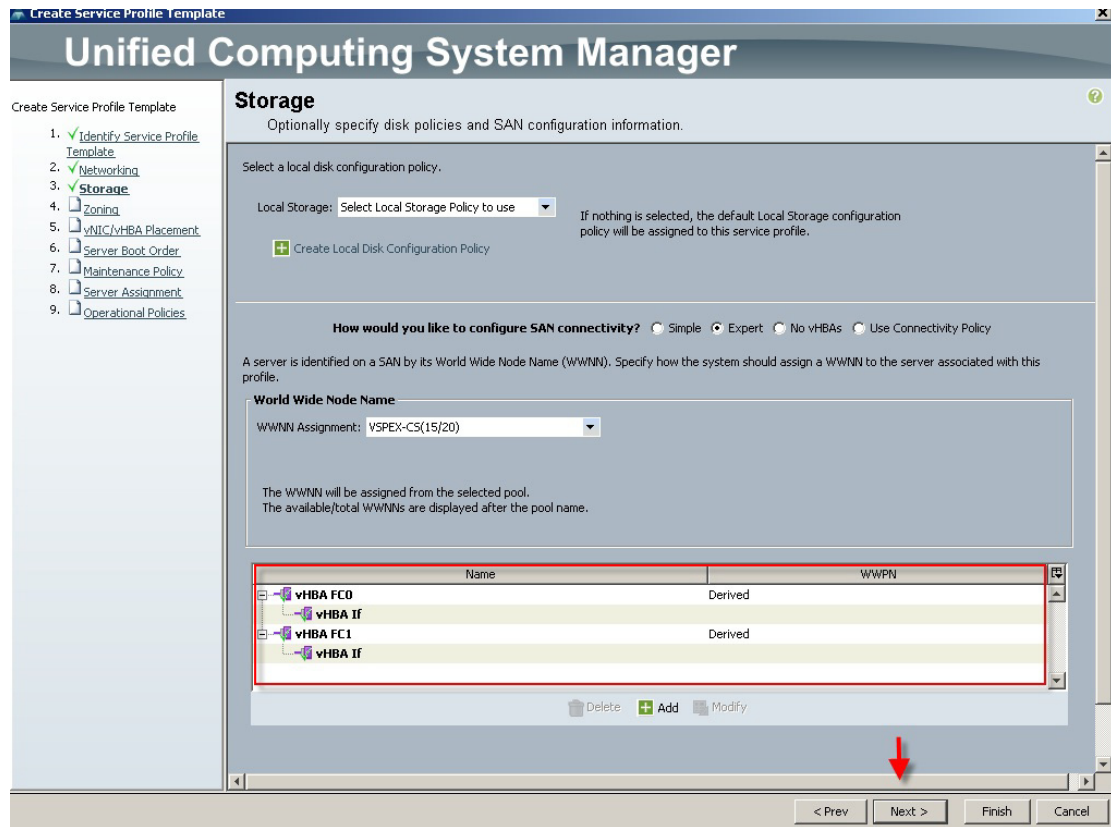 Create Service Profile Template
Unified Computing System Manager
Create Service Profile Template
1. Identify Service Profile
Template
2. Networking
3. Storage
4. Zoning
5. vNIC/vHBA Placement
6. Server Boot Order
7. Maintenance Policy
8. Server Assignment
9. Operational Policies
Storage
Optionally specify disk policies and SAN configuration information.
Select a local disk configuration policy.
Local Storage: Select Local Storage Policy to use
If nothing is selected, the default Local Storage configuration
policy will be assigned to this service profile.
Create Local Disk Configuration Policy
How would you like to configure SAN connectivity? Simple Expert No vHBAs Use Connectivity Policy
A server is identified on a SAN by its World Wide Node Name (WWNN). Specify how the system should assign a WWNN to the server associated with this
profile.
World Wide Node Name
WWNN Assignment: VSPEX-CS(15/20)
The WWNN will be assigned from the selected pool.
The available/total WWNNs are displayed after the pool name.
Name WWPN
vHBA FC0 Derived
vHBA If
vHBA FC1 Derived
vHBA If
Delete Add Modify
< Prev Next > Finish Cancel